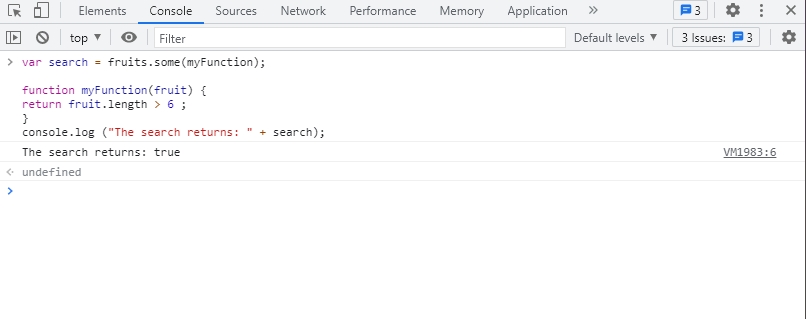 Elements Console Sources Network Performance Memory Application » 3
top ▼ Filter Default levels ▼ 3 Issues: 3
> var search = fruits.some(myFunction);
function myFunction(fruit) {
return fruit.length > 6 ;
}
console.log ("The search returns: " + search);
The search returns: true VM1983:6
undefined
>